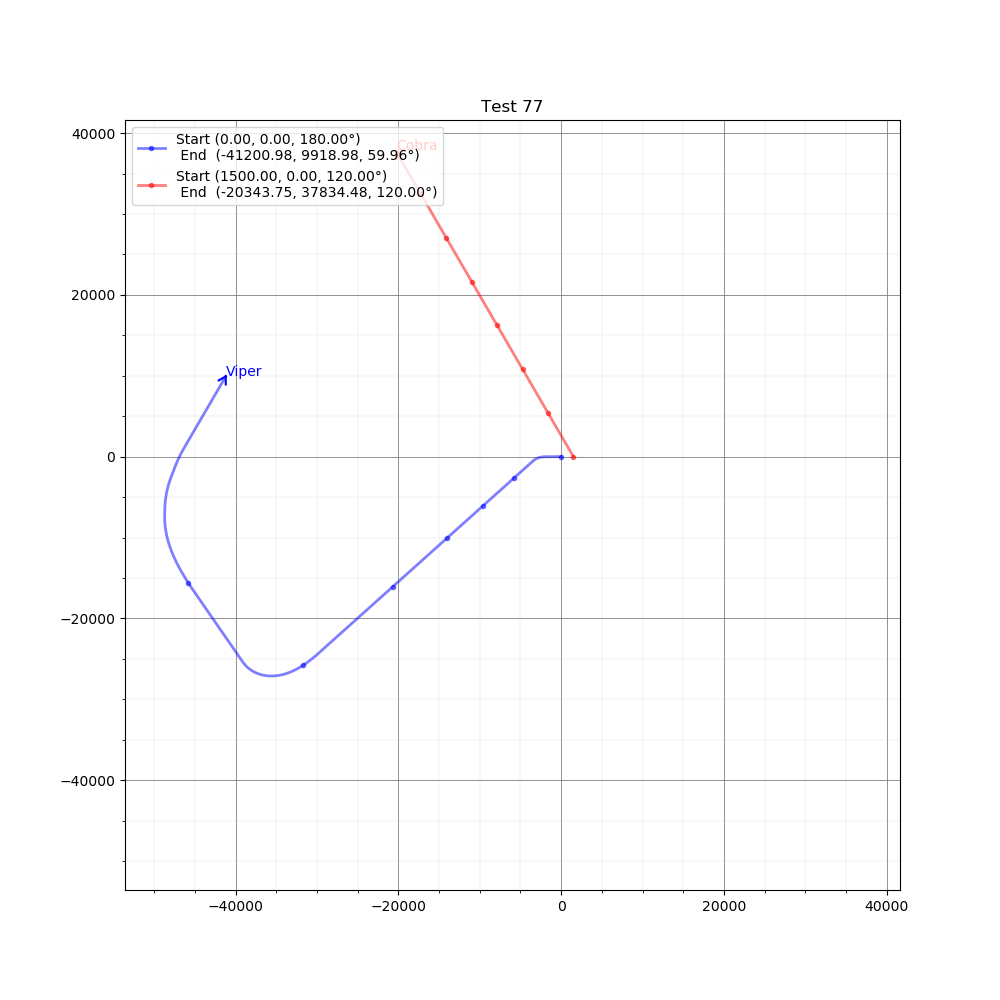 Test 77
40000
20000
0
−20000
−40000
Start (0.00, 0.00, 180.00°)
End  (-41200.98, 9918.98, 59.96°)
Start (1500.00, 0.00, 120.00°)
End  (-20343.75, 37834.48, 120.00°)
Cobra
Viper
−40000
−20000
0
20000
40000